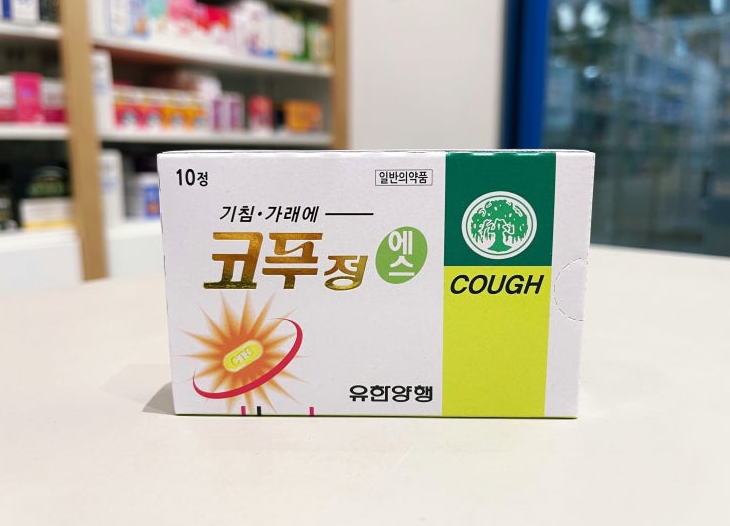 10정
일반의약품
기침·가래에
코푸정
에스
COUGH
유한양행